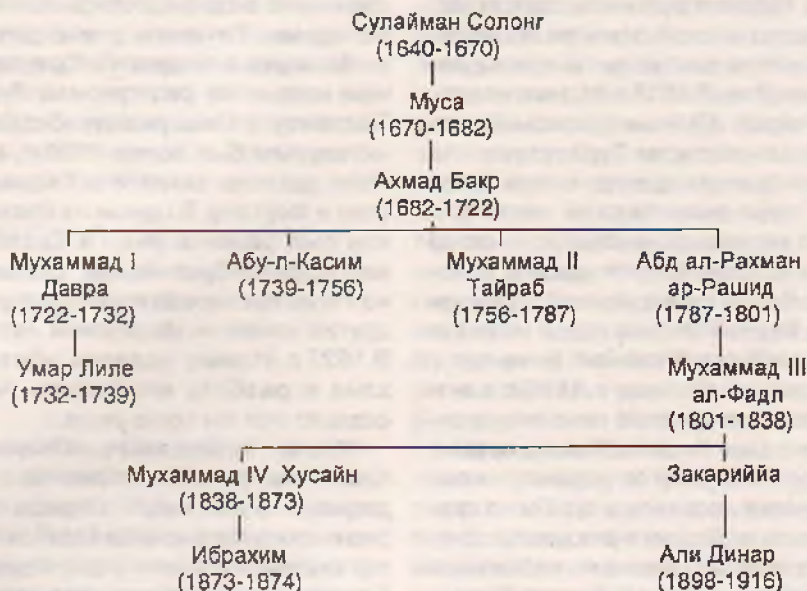 Сулайман Солонг
(1640-1670)
Муса
(1670-1682)
Ахмад Бакр
(1682-1722)
Мухаммад I
Давра
(1722-1732)
Абу-л-Касим
(1739-1756)
Мухаммад II
Тайраб
(1756-1787)
Абд ал-Рахман
ар-Рашид
(1787-1801)
Умар Лиле
(1732-1739)
Мухаммад III
ал-Фадл
(1801-1838)
Мухаммад IV Хусайн
(1838-1873)
Закариййа
Ибрахим
(1873-1874)
Али Динар
(1898-1916)